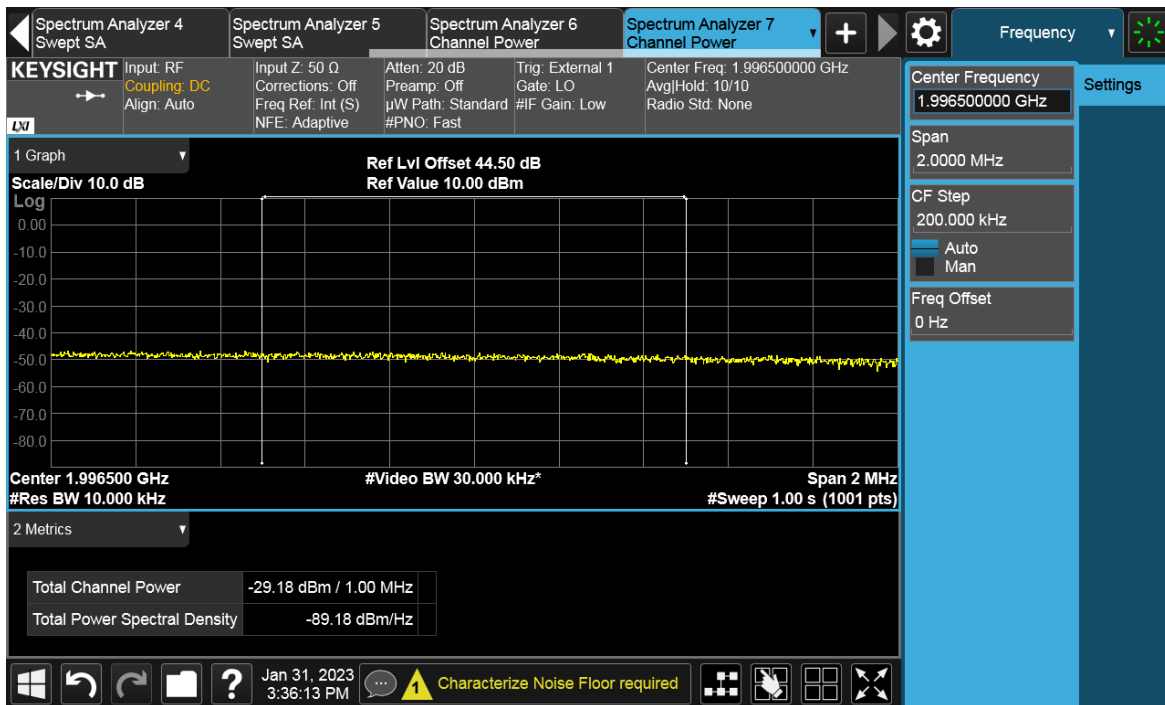 Spectrum Analyzer 4
Swept SA
Spectrum Analyzer 5
Swept SA
Spectrum Analyzer 6
Channel Power
Spectrum Analyzer 7
Channel Power
+
Frequency
KEYSIGHT
LXI
Input: RF
Coupling: DC
Align: Auto
Input Z: 50 Ω
Corrections: Off
Freq Ref: Int (S)
NFE: Adaptive
Atten: 20 dB
Preamp: Off
µW Path: Standard
#PNO: Fast
Trig: External 1
Gate: LO
#IF Gain: Low
Center Freq: 1.996500000 GHz
Avg|Hold: 10/10
Radio Std: None
Center Frequency
1.996500000 GHz
Settings
Span
2.0000 MHz
CF Step
200.000 kHz
Auto
Man
Freq Offset
0 Hz
1 Graph
Scale/Div 10.0 dB
Ref Lvl Offset 44.50 dB
Ref Value 10.00 dBm
Log
0.00
-10.0
-20.0
-30.0
-40.0
-50.0
-60.0
-70.0
-80.0
Center 1.996500 GHz
#Res BW 10.000 kHz
#Video BW 30.000 kHz*
Span 2 MHz
#Sweep 1.00 s (1001 pts)
2 Metrics
Total Channel Power -29.18 dBm / 1.00 MHz
Total Power Spectral Density -89.18 dBm/Hz
?
Jan 31, 2023
3:36:13 PM
1
Characterize Noise Floor required